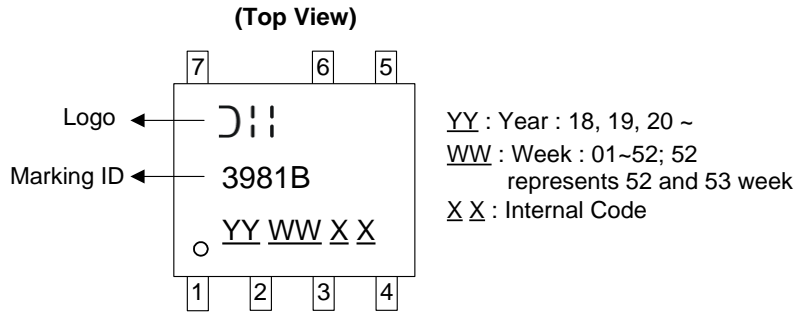 (Top View)
7 6 5
Logo
YY : Year : 18, 19, 20 ~
Marking ID
3981B
WW : Week : 01~52; 52
represents 52 and 53 week
YY WW X X
X X : Internal Code
1 2 3 4